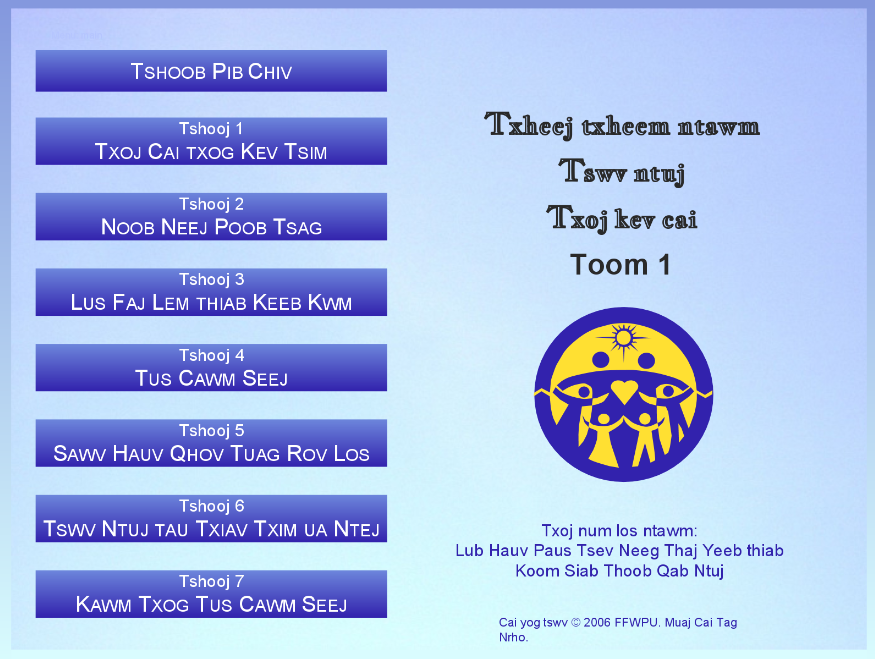 TSHOOB PIB CHIV
Tshooj 1
TXOJ CAI TXOG KEV TSIM
Tshooj 2
NOOB NEEJ POOB TSAG
Tshooj 3
LUS FAJ LEM THIAB KEEB KWM
Tshooj 4
TUS CAWM SEEJ
Tshooj 5
SAWV HAUV QHOV TUAG ROV LOS
Tshooj 6
TSWV NTUJ TAU TXIAV TXIM UA NTEJ
Tshooj 7
KAWM TXOG TUS CAWM SEEJ
Txheej txheem ntawm
Tswv ntuj
Txoj kev cai
Toom 1
Txoj num los ntawm:
Lub Hauv Paus Tsev Neeg Thaj Yeeb thiab
Koom Siab Thoob Qab Ntuj
Cai yog tswv © 2006 FFWPU. Muaj Cai Tag
Nrho.